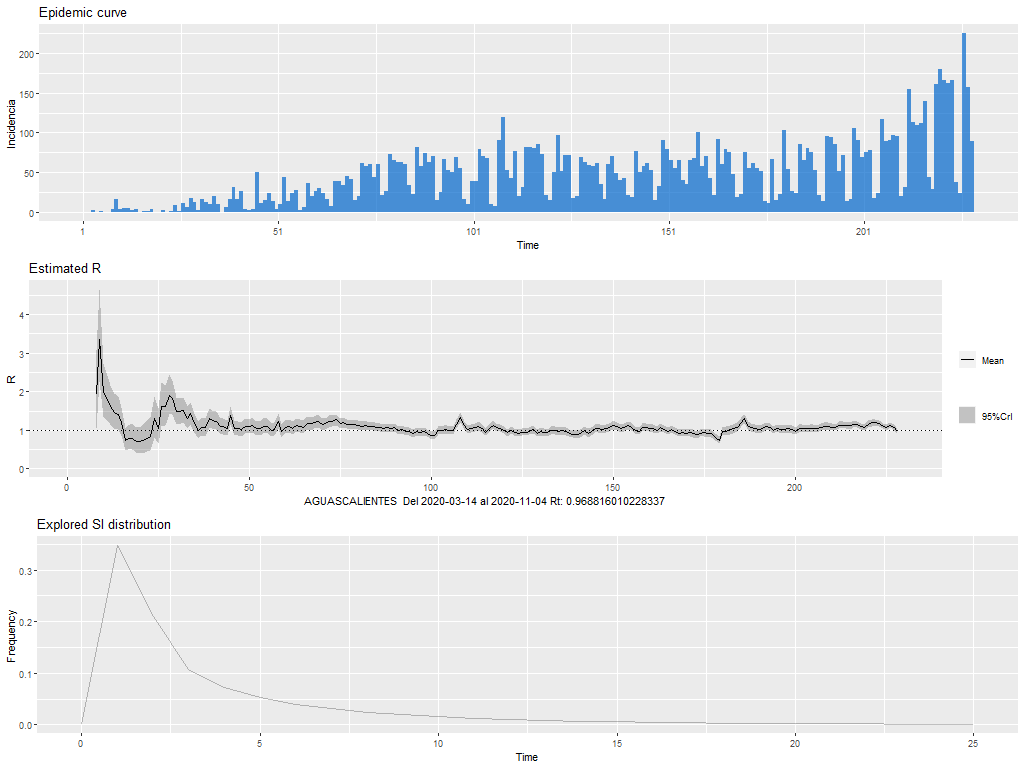 Epidemic curve
200
150
100
50
0
Incidencia
1 51 101 151 201
Time
Estimated R
4
3
2
1
0
R
Mean
95%CrI
0 50 100 150 200
AGUASCALIENTES Del 2020-03-14 al 2020-11-04 Rt: 0.968816010228337
Explored SI distribution
0.3
0.2
0.1
0.0
Frequency
0 5 10 15 20 25
Time